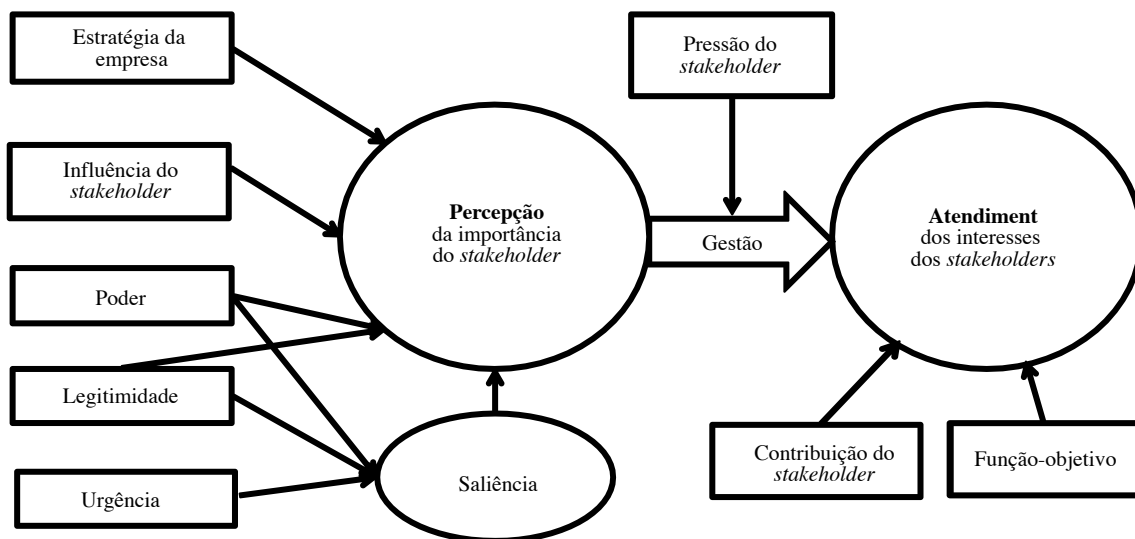 Estratégia da
empresa
Influência do
stakeholder
Poder
Legitimidade
Urgência
Percepção
da importância
do stakeholder
Saliência
Pressão do
stakeholder
Gestão
Atendiment
dos interesses
dos stakeholders
Contribuição do
stakeholder
Função-objetivo